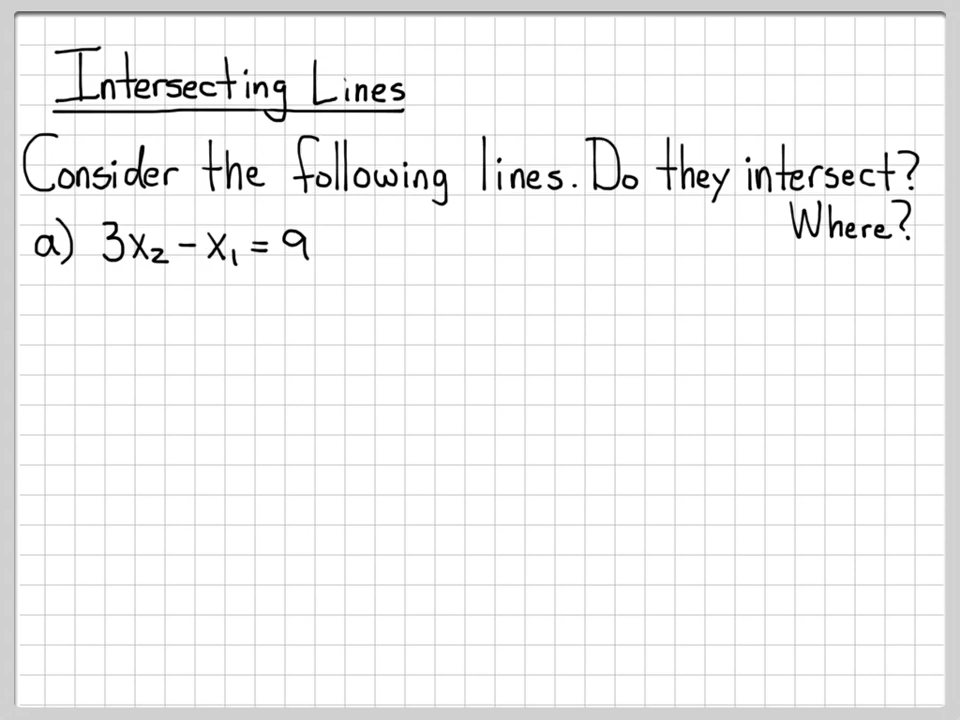 Intersecting Lines
Consider the following lines. Do they intersect?
Where?
a) 3x₂ - x₁ = 9